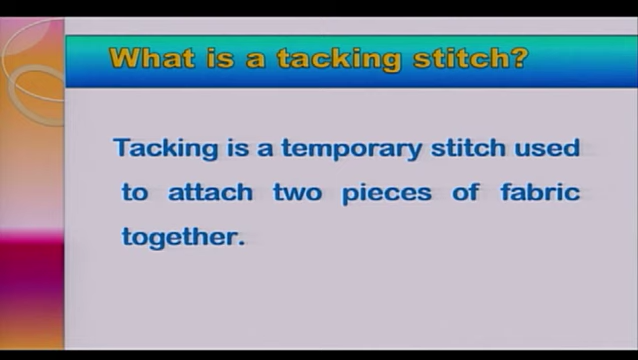 What is a tacking stitch?
Tacking is a temporary stitch used
to attach two pieces of fabric
together.